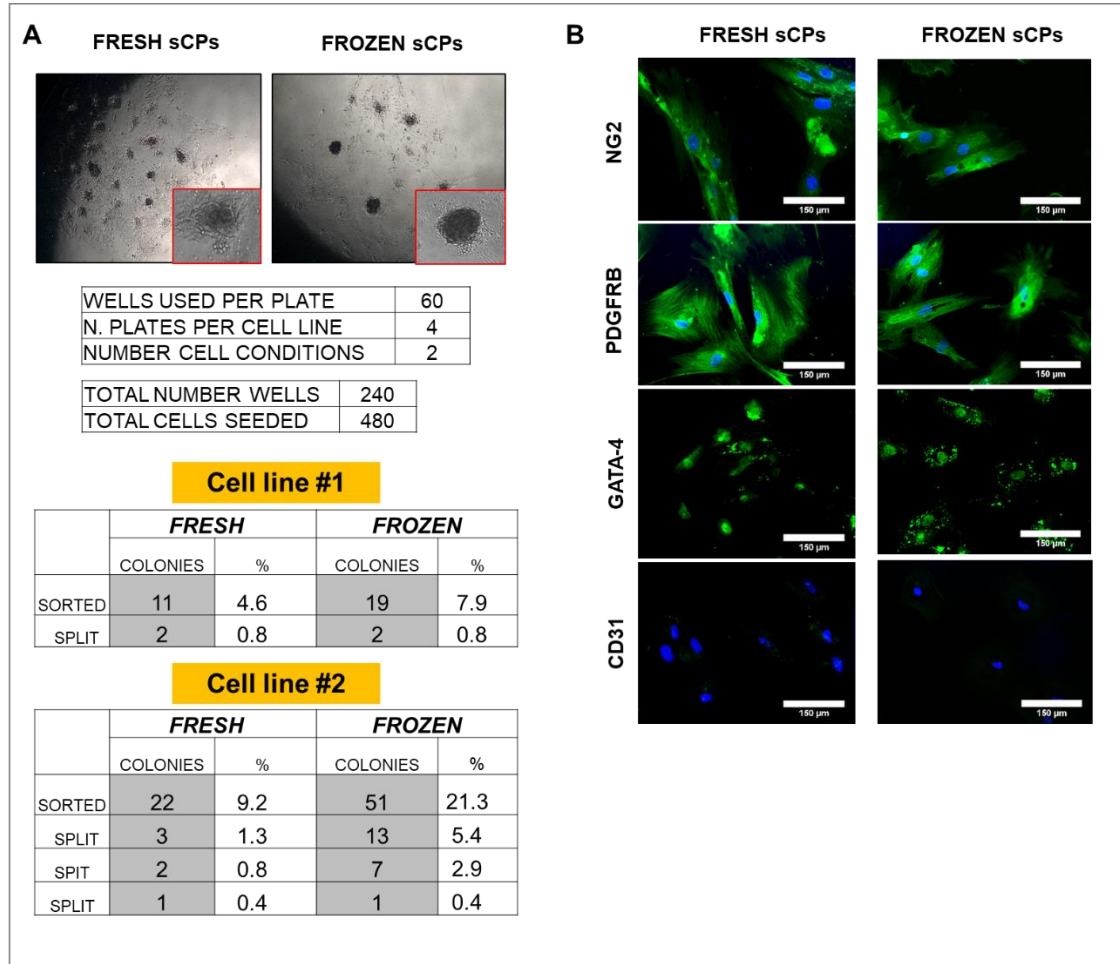 A
FRESH sCPs FROZEN sCPs
WELLS USED PER PLATE 60
N. PLATES PER CELL LINE 4
NUMBER CELL CONDITIONS 2
TOTAL NUMBER WELLS 240
TOTAL CELLS SEEDED 480
Cell line #1
FRESH FROZEN
COLONIES % COLONIES %
SORTED 11 4.6 19 7.9
SPLIT 2 0.8 2 0.8
Cell line #2
FRESH FROZEN
COLONIES % COLONIES %
SORTED 22 9.2 51 21.3
SPLIT 3 1.3 13 5.4
SPIT 2 0.8 7 2.9
SPLIT 1 0.4 1 0.4
B
FRESH sCPs FROZEN sCPs
NG2
150 µm 150 µm
PDGFRB
150 µm 150 µm
GATA-4
150 µm 150 µm
CD31
150 µm 150 µm